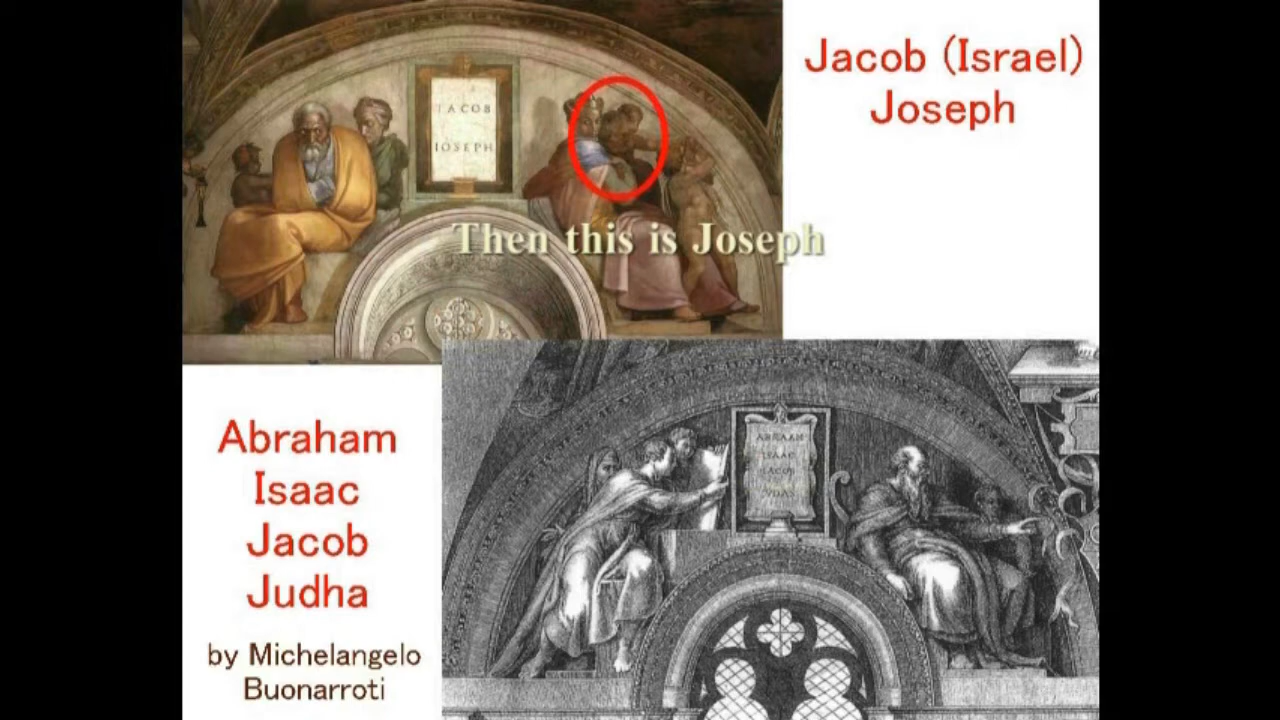 Jacob (Israel)
Joseph
IACOB
IOSEPH
Then this is Joseph
Abraham
Isaac
Jacob
Judha
by Michelangelo
Buonarroti
ABRAAM
ISAAC
IACOB
IVDAS